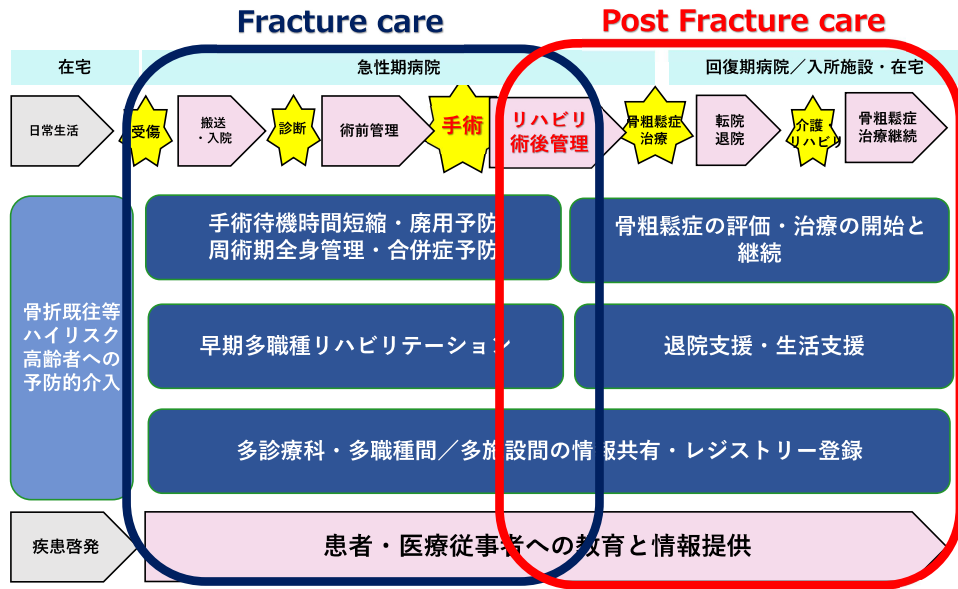 Fracture care
Post Fracture care
在宅
急性期病院
回復期病院／入所施設・在宅
日常生活
受傷
搬送
・入院
診断
術前管理
手術
リハビリ
術後管理
骨粗鬆症
治療
転院
退院
介護・
リハビリ
骨粗鬆症
治療継続
手術待機時間短縮・廃用予防
周術期全身管理・合併症予防
骨粗鬆症の評価・治療の開始と
継続
骨折既往等
ハイリスク
高齢者への
予防的介入
早期多職種リハビリテーション
退院支援・生活支援
多診療科・多職種間／多施設間の情報共有・レジストリー登録
疾患啓発
患者・医療従事者への教育と情報提供